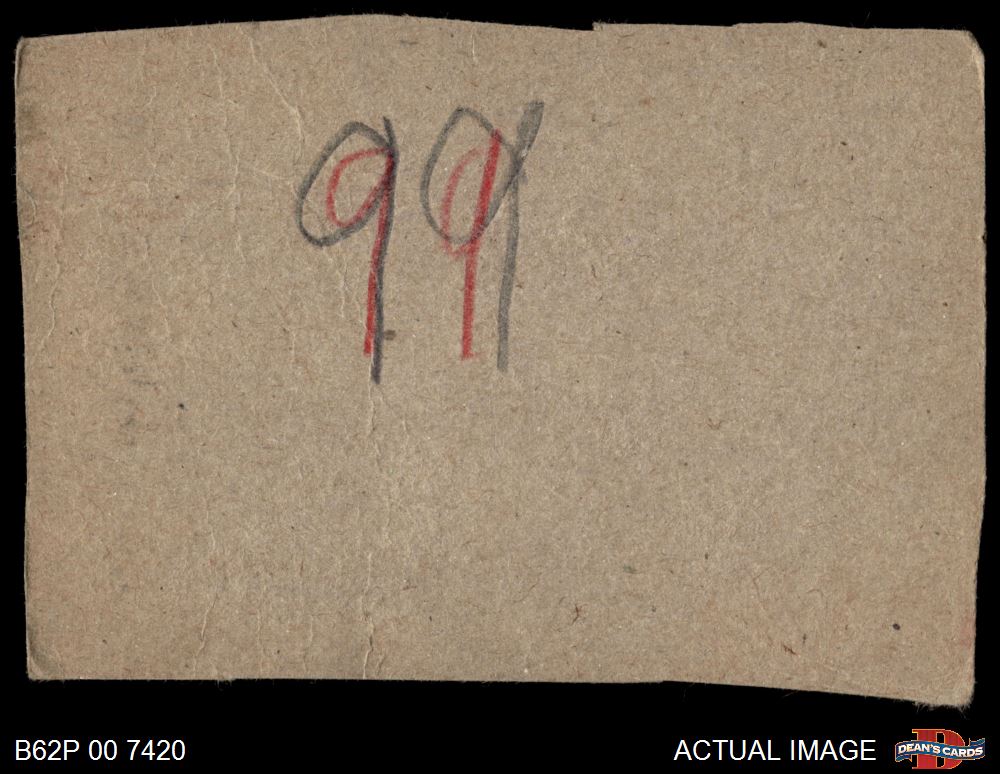 99
B62P 00 7420
ACTUAL IMAGE
DEAN'S CARDS